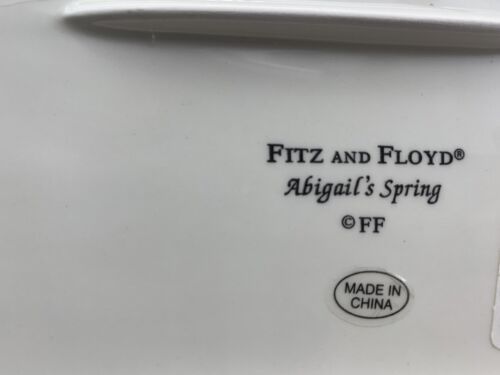 FITZ AND FLOYD®
Abigail's Spring
©FF
MADE IN
CHINA